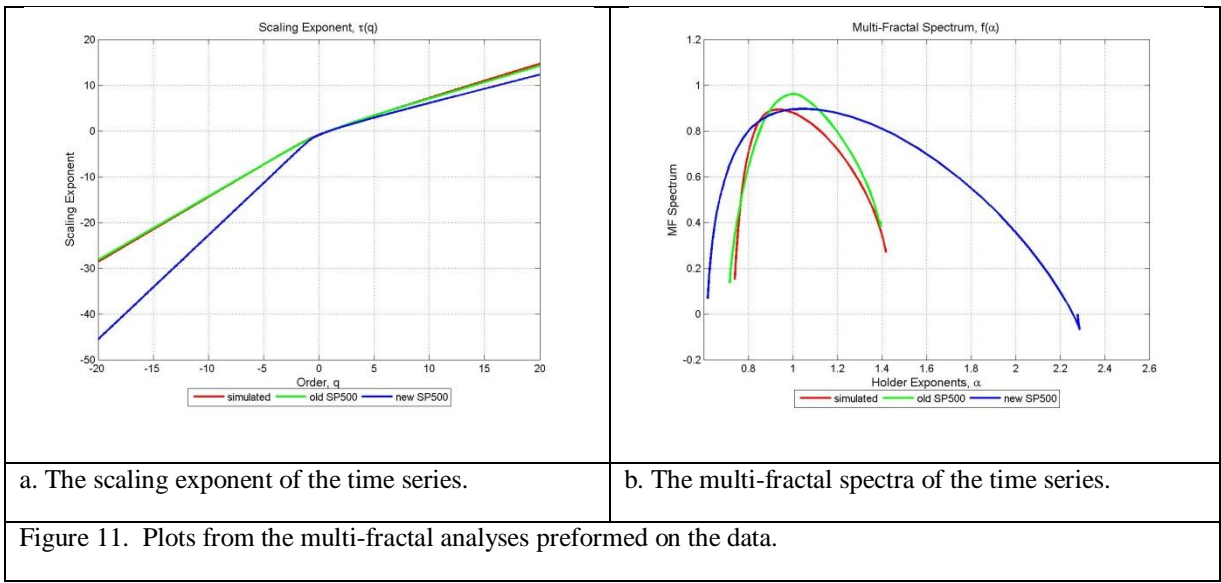 Scaling Exponent, τ(q)
20
10
0
-10
-20
-30
-40
-50
Scaling Exponent
-20 -15 -10 -5 0 5 10 15 20
Order, q
simulated old SP500 new SP500
Multi-Fractal Spectrum, f(α)
1.2
1
0.8
0.6
0.4
0.2
0
-0.2
MF Spectrum
0.8 1 1.2 1.4 1.6 1.8 2 2.2 2.4 2.6
Holder Exponents, α
simulated old SP500 new SP500
a. The scaling exponent of the time series.
b. The multi-fractal spectra of the time series.
Figure 11. Plots from the multi-fractal analyses preformed on the data.